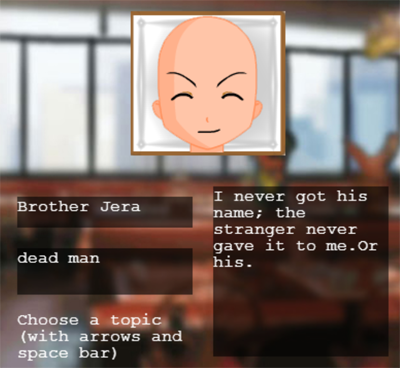 Brother Jera
dead man
Choose a topic
(with arrows and
space bar)
I never got his
name; the
stranger never
gave it to me.Or
his.